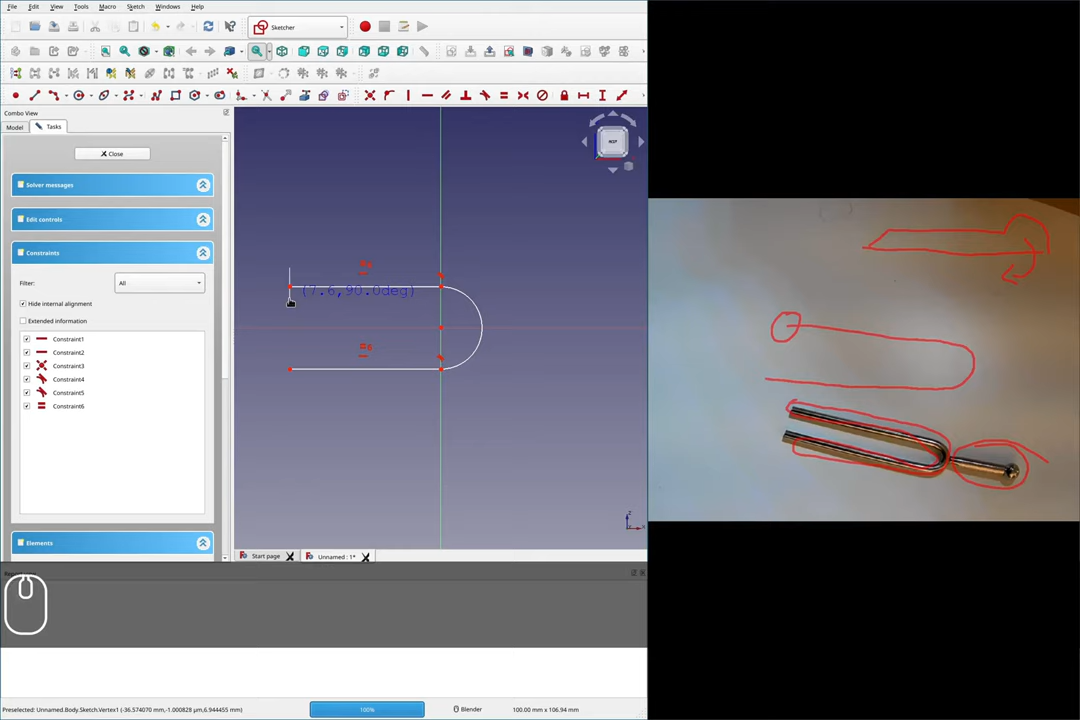 File Edit View Tools Macro Sketch Windows Help
Sketcher
Combo View
Model Tasks
Close
Solver messages
Edit controls
Constraints
Filter: All
Hide internal alignment
Extended information
Constraint1
Constraint2
Constraint3
Constraint4
Constraint5
Constraint6
Elements
(7.6,90.0deg)
Start page
Unnamed : 1*
Preselected: Unnamed.Body.Sketch.Vertex1 (-36.574070 mm,-1.000828 µm,6.944455 mm)
100%
Blender
100.00 mm x 106.94 mm